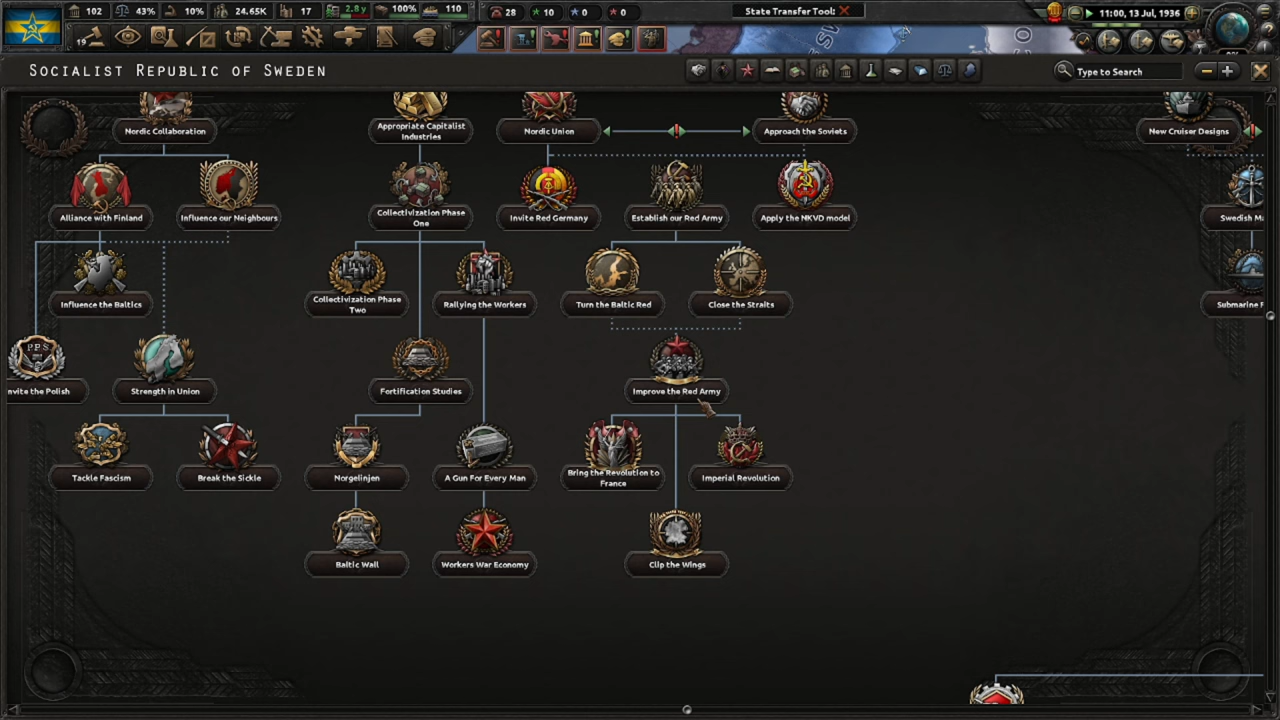 102 43% 10% 24.65K 17 2.8 y 100% 110 28 10 0 0 State Transfer Tool: 11:00, 13 Jul, 1936
19
Socialist Republic of Sweden
Type to Search
Nordic Collaboration
Appropriate Capitalist
Industries
Nordic Union
Approach the Soviets
New Cruiser Designs
Alliance with Finland
Influence our Neighbours
Collectivization Phase
One
Invite Red Germany
Establish our Red Army
Apply the NKVD model
Swedish Ma
Influence the Baltics
Collectivization Phase
Two
Rallying the Workers
Turn the Baltic Red
Close the Straits
Submarine
PPS
nvite the Polish
Strength in Union
Fortification Studies
Improve the Red Army
Tackle Fascism
Break the Sickle
Norgelinjen
A Gun For Every Man
Bring the Revolution to
France
Imperial Revolution
Baltic Wall
Workers War Economy
Clip the Wings